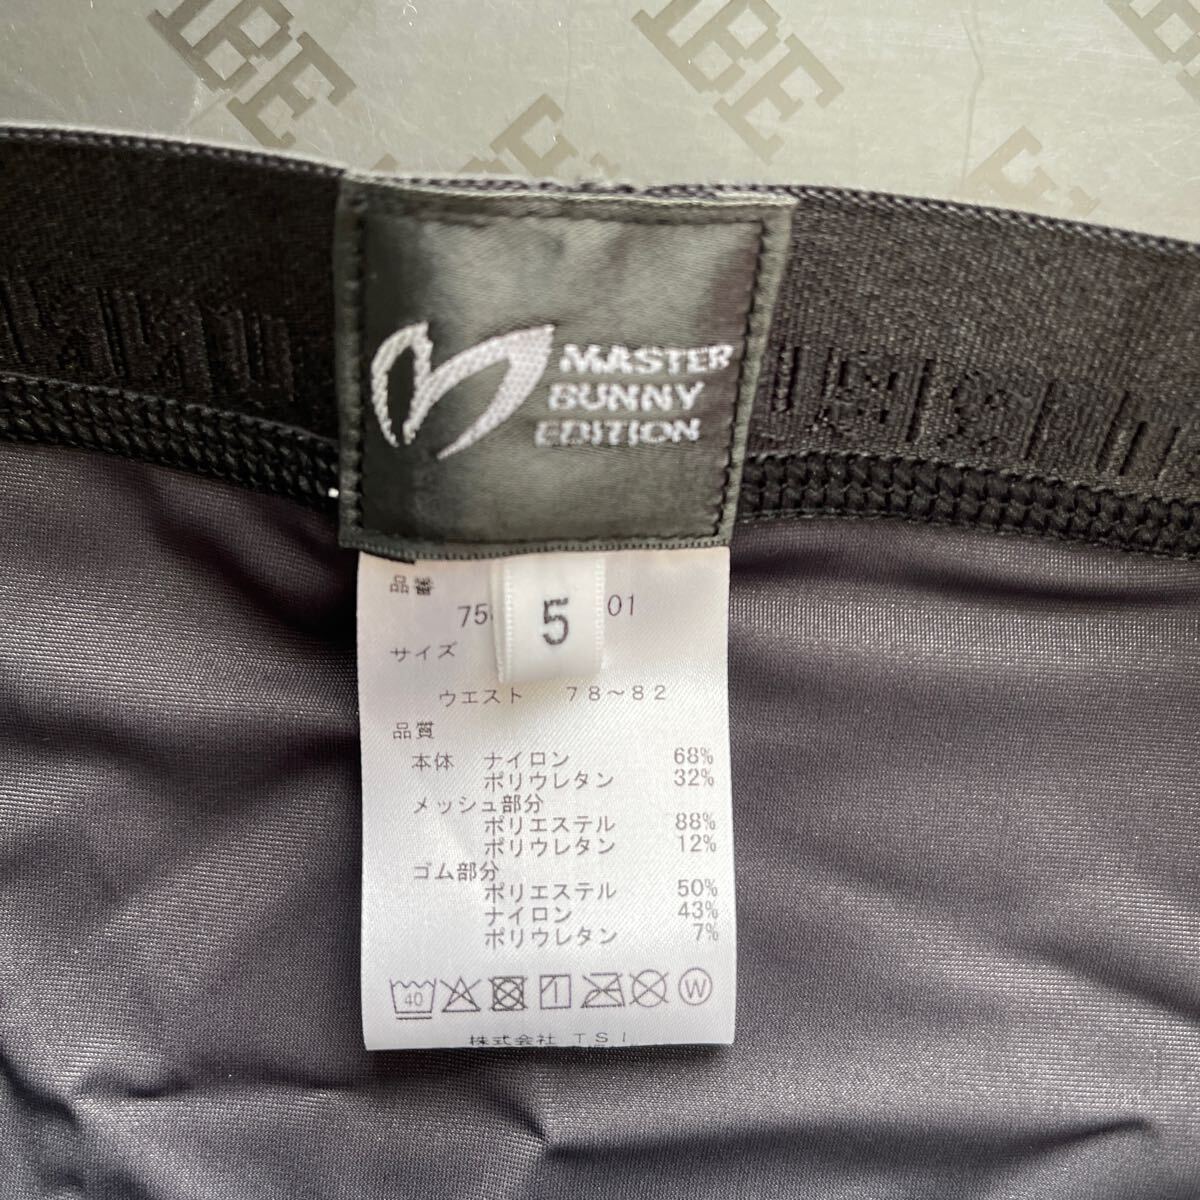 MASTER
BUNNY
EDITION
品番
5
01
サイズ
ウエスト 78〜82
品質
本体 ナイロン 68%
ポリウレタン 32%
メッシュ部分
ポリエステル 88%
ポリウレタン 12%
ゴム部分
ポリエステル 50%
ナイロン 43%
ポリウレタン 7%
40
W
株式会社 TSI